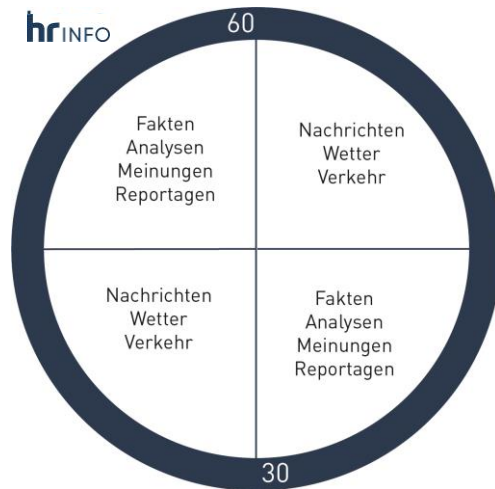 hrINFO
60
Fakten
Analysen
Meinungen
Reportagen
Nachrichten
Wetter
Verkehr
Nachrichten
Wetter
Verkehr
Fakten
Analysen
Meinungen
Reportagen
30